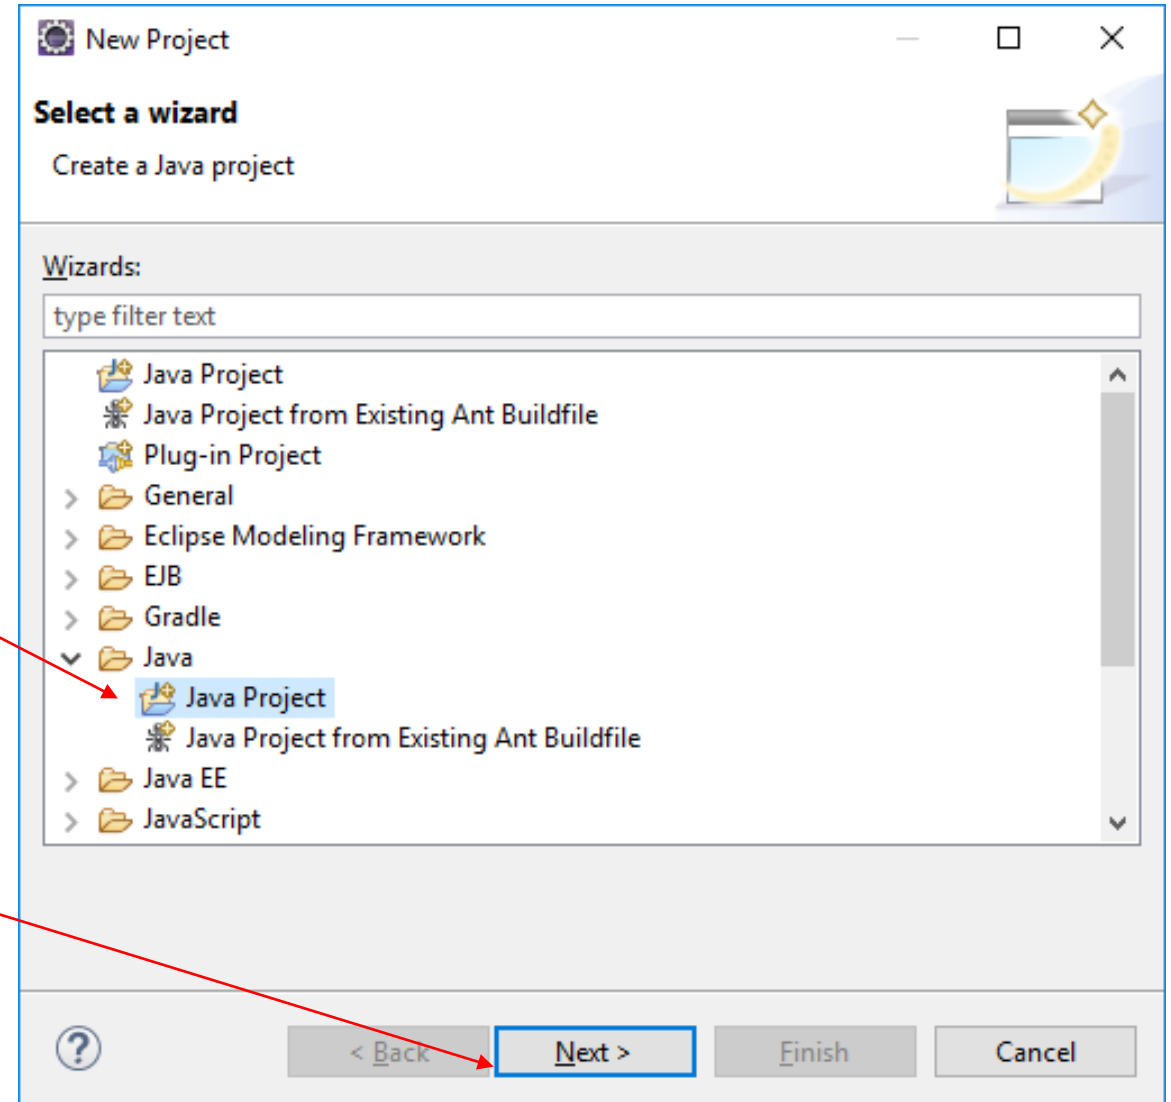 New Project
Select a wizard
Create a Java project
Wizards:
type filter text
Java Project
Java Project from Existing Ant Buildfile
Plug-in Project
General
Eclipse Modeling Framework
EJB
Gradle
Java
Java Project
Java Project from Existing Ant Buildfile
Java EE
JavaScript
? < Back Next > Finish Cancel